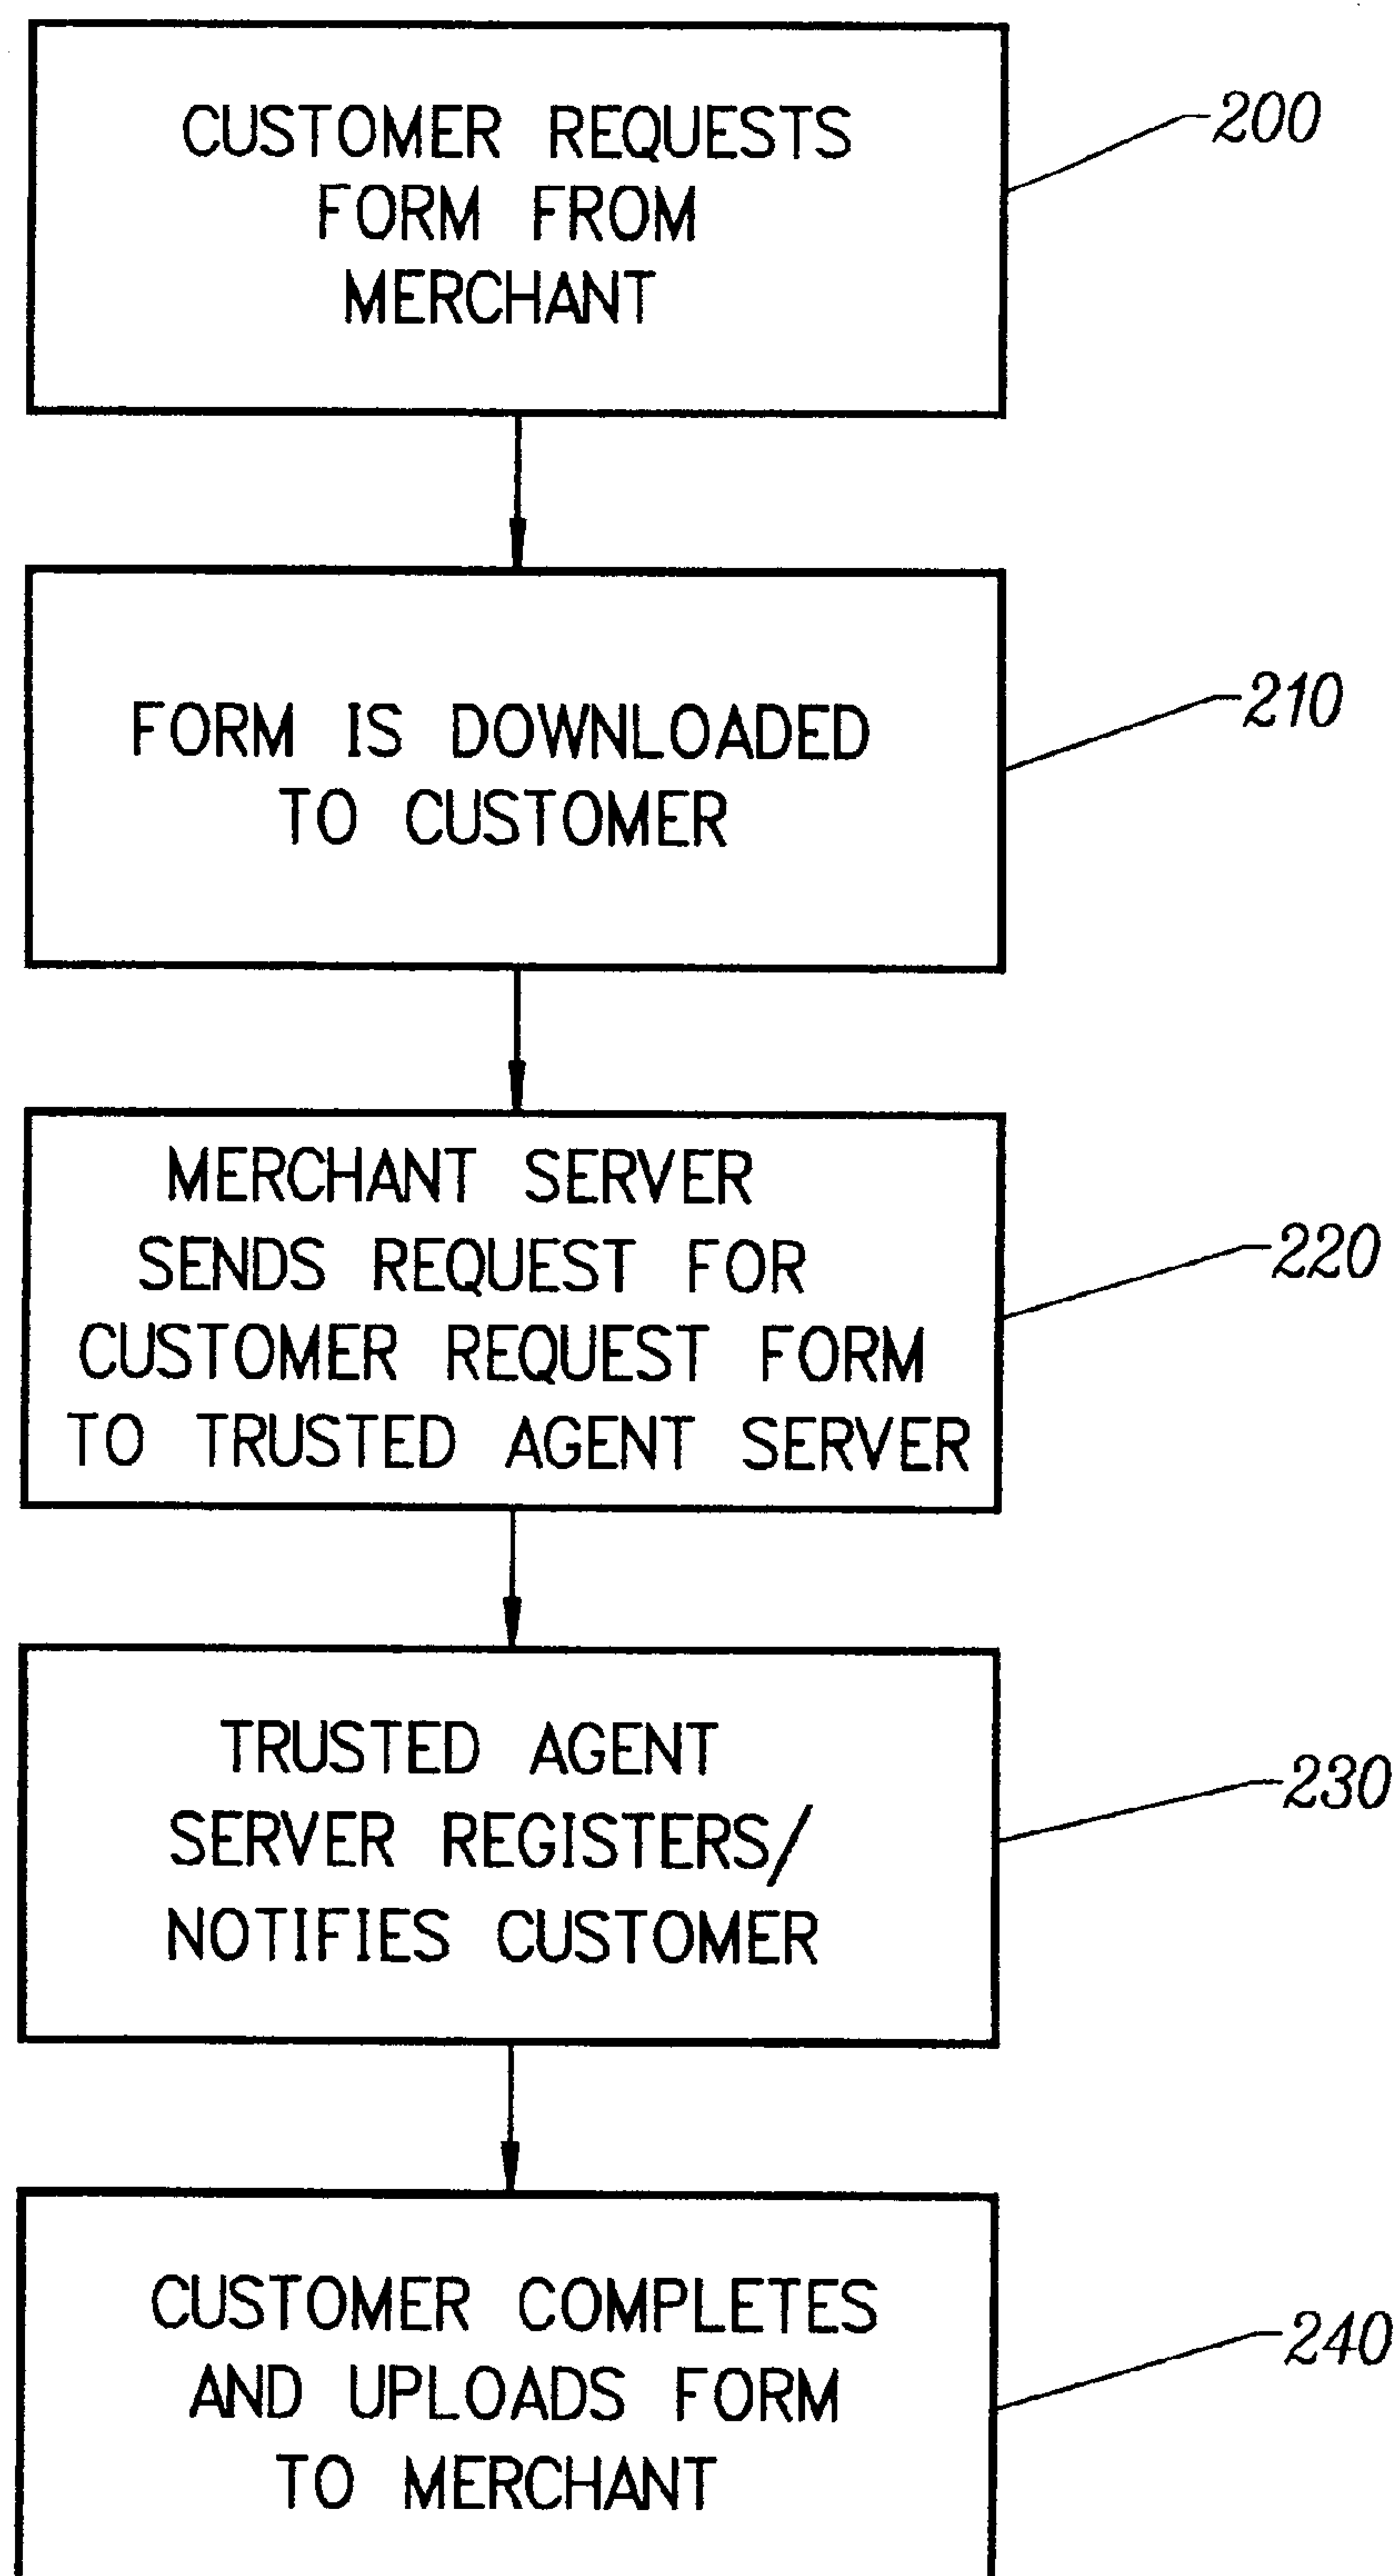 CUSTOMER REQUESTS
FORM FROM
MERCHANT
200
FORM IS DOWNLOADED
TO CUSTOMER
210
MERCHANT SERVER
SENDS REQUEST FOR
CUSTOMER REQUEST FORM
TO TRUSTED AGENT SERVER
220
TRUSTED AGENT
SERVER REGISTERS/
NOTIFIES CUSTOMER
230
CUSTOMER COMPLETES
AND UPLOADS FORM
TO MERCHANT
240